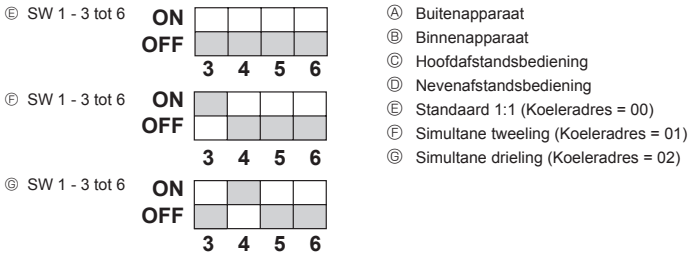 Ⓔ SW 1 - 3 tot 6
ON
OFF
3 4 5 6
Ⓕ SW 1 - 3 tot 6
ON
OFF
3 4 5 6
Ⓖ SW 1 - 3 tot 6
ON
OFF
3 4 5 6
Ⓐ Buitenapparaat
Ⓑ Binnenapparaat
Ⓒ Hoofdafstandsbediening
Ⓓ Nevenafstandsbediening
Ⓔ Standaard 1:1 (Koeleradres = 00)
Ⓕ Simultane tweeling (Koeleradres = 01)
Ⓖ Simultane drieling (Koeleradres = 02)